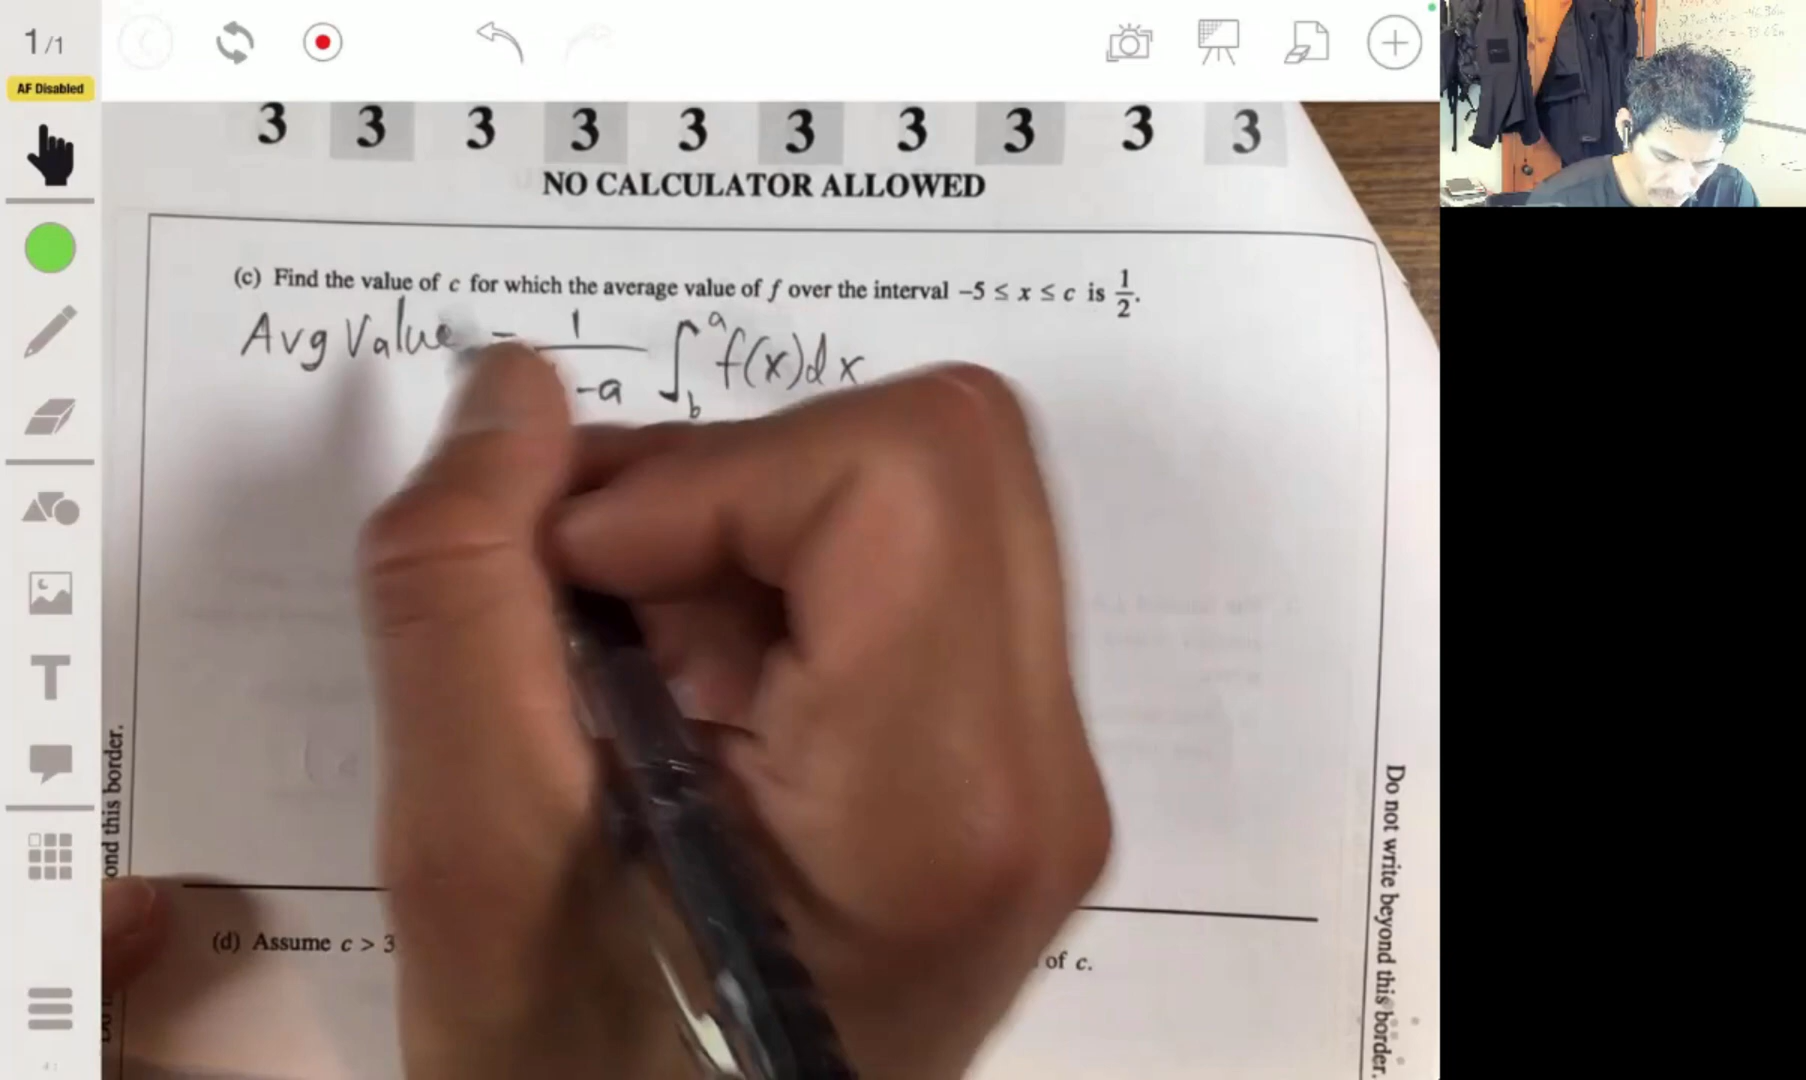 1/1
AF Disabled
3 3 3 3 3 3 3 3 3 3
NO CALCULATOR ALLOWED
(c) Find the value of c for which the average value of f over the interval −5 ≤ x ≤ c is 1/2.
Avg Value = 1/-a ∫_b^a f(x)dx
(d) Assume c > 3
of c.
ond this border.
Do not write beyond this border.
T